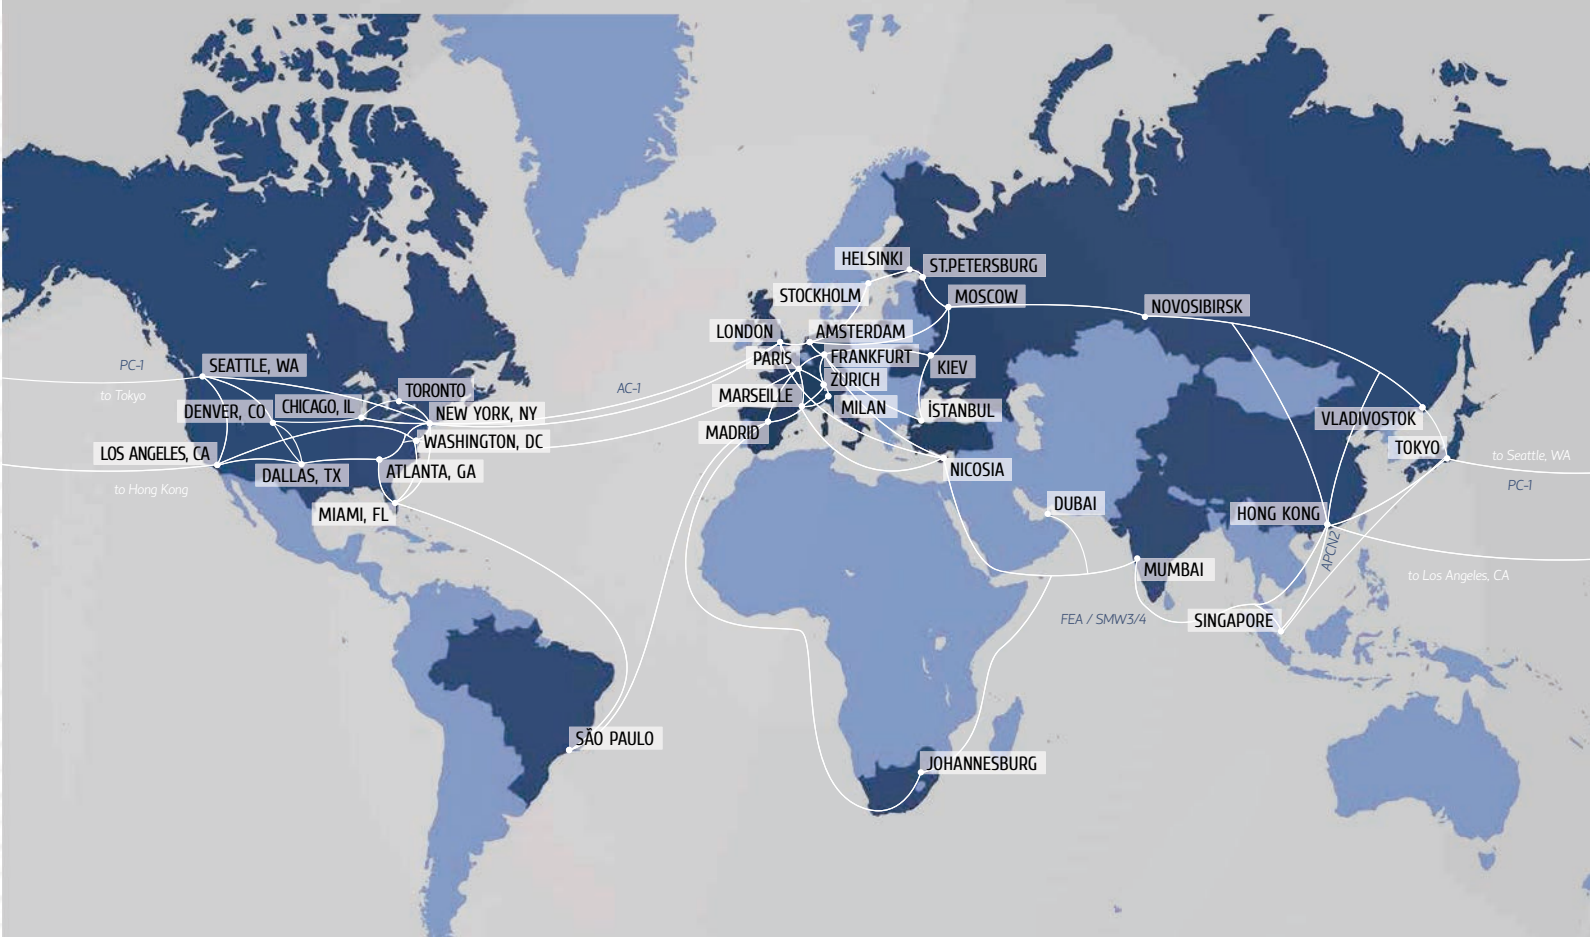 HELSINKI
ST.PETERSBURG
STOCKHOLM
MOSCOW
NOVOSIBIRSK
LONDON
AMSTERDAM
PARIS
FRANKFURT
KIEV
PC-1
SEATTLE, WA
ZÜRICH
to Tokyo
AC-1
TORONTO
MARSEILLE
DENVER, CO
CHICAGO, IL
NEW YORK, NY
MILAN
İSTANBUL
VLADIVOSTOK
MADRID
WASHINGTON, DC
LOS ANGELES, CA
TOKYO
to Seattle, WA
DALLAS, TX
ATLANTA, GA
NICOSIA
PC-1
to Hong Kong
DUBAI
MIAMI, FL
HONG KONG
APCN2
MUMBAI
to Los Angeles, CA
FEA / SMW3/4
SINGAPORE
SÃO PAULO
JOHANNESBURG